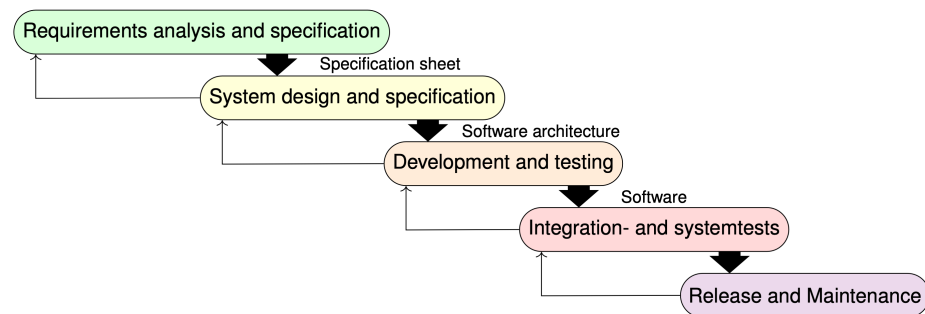 Requirements analysis and specification
Specification sheet
System design and specification
Software architecture
Development and testing
Software
Integration- and systemtests
Release and Maintenance